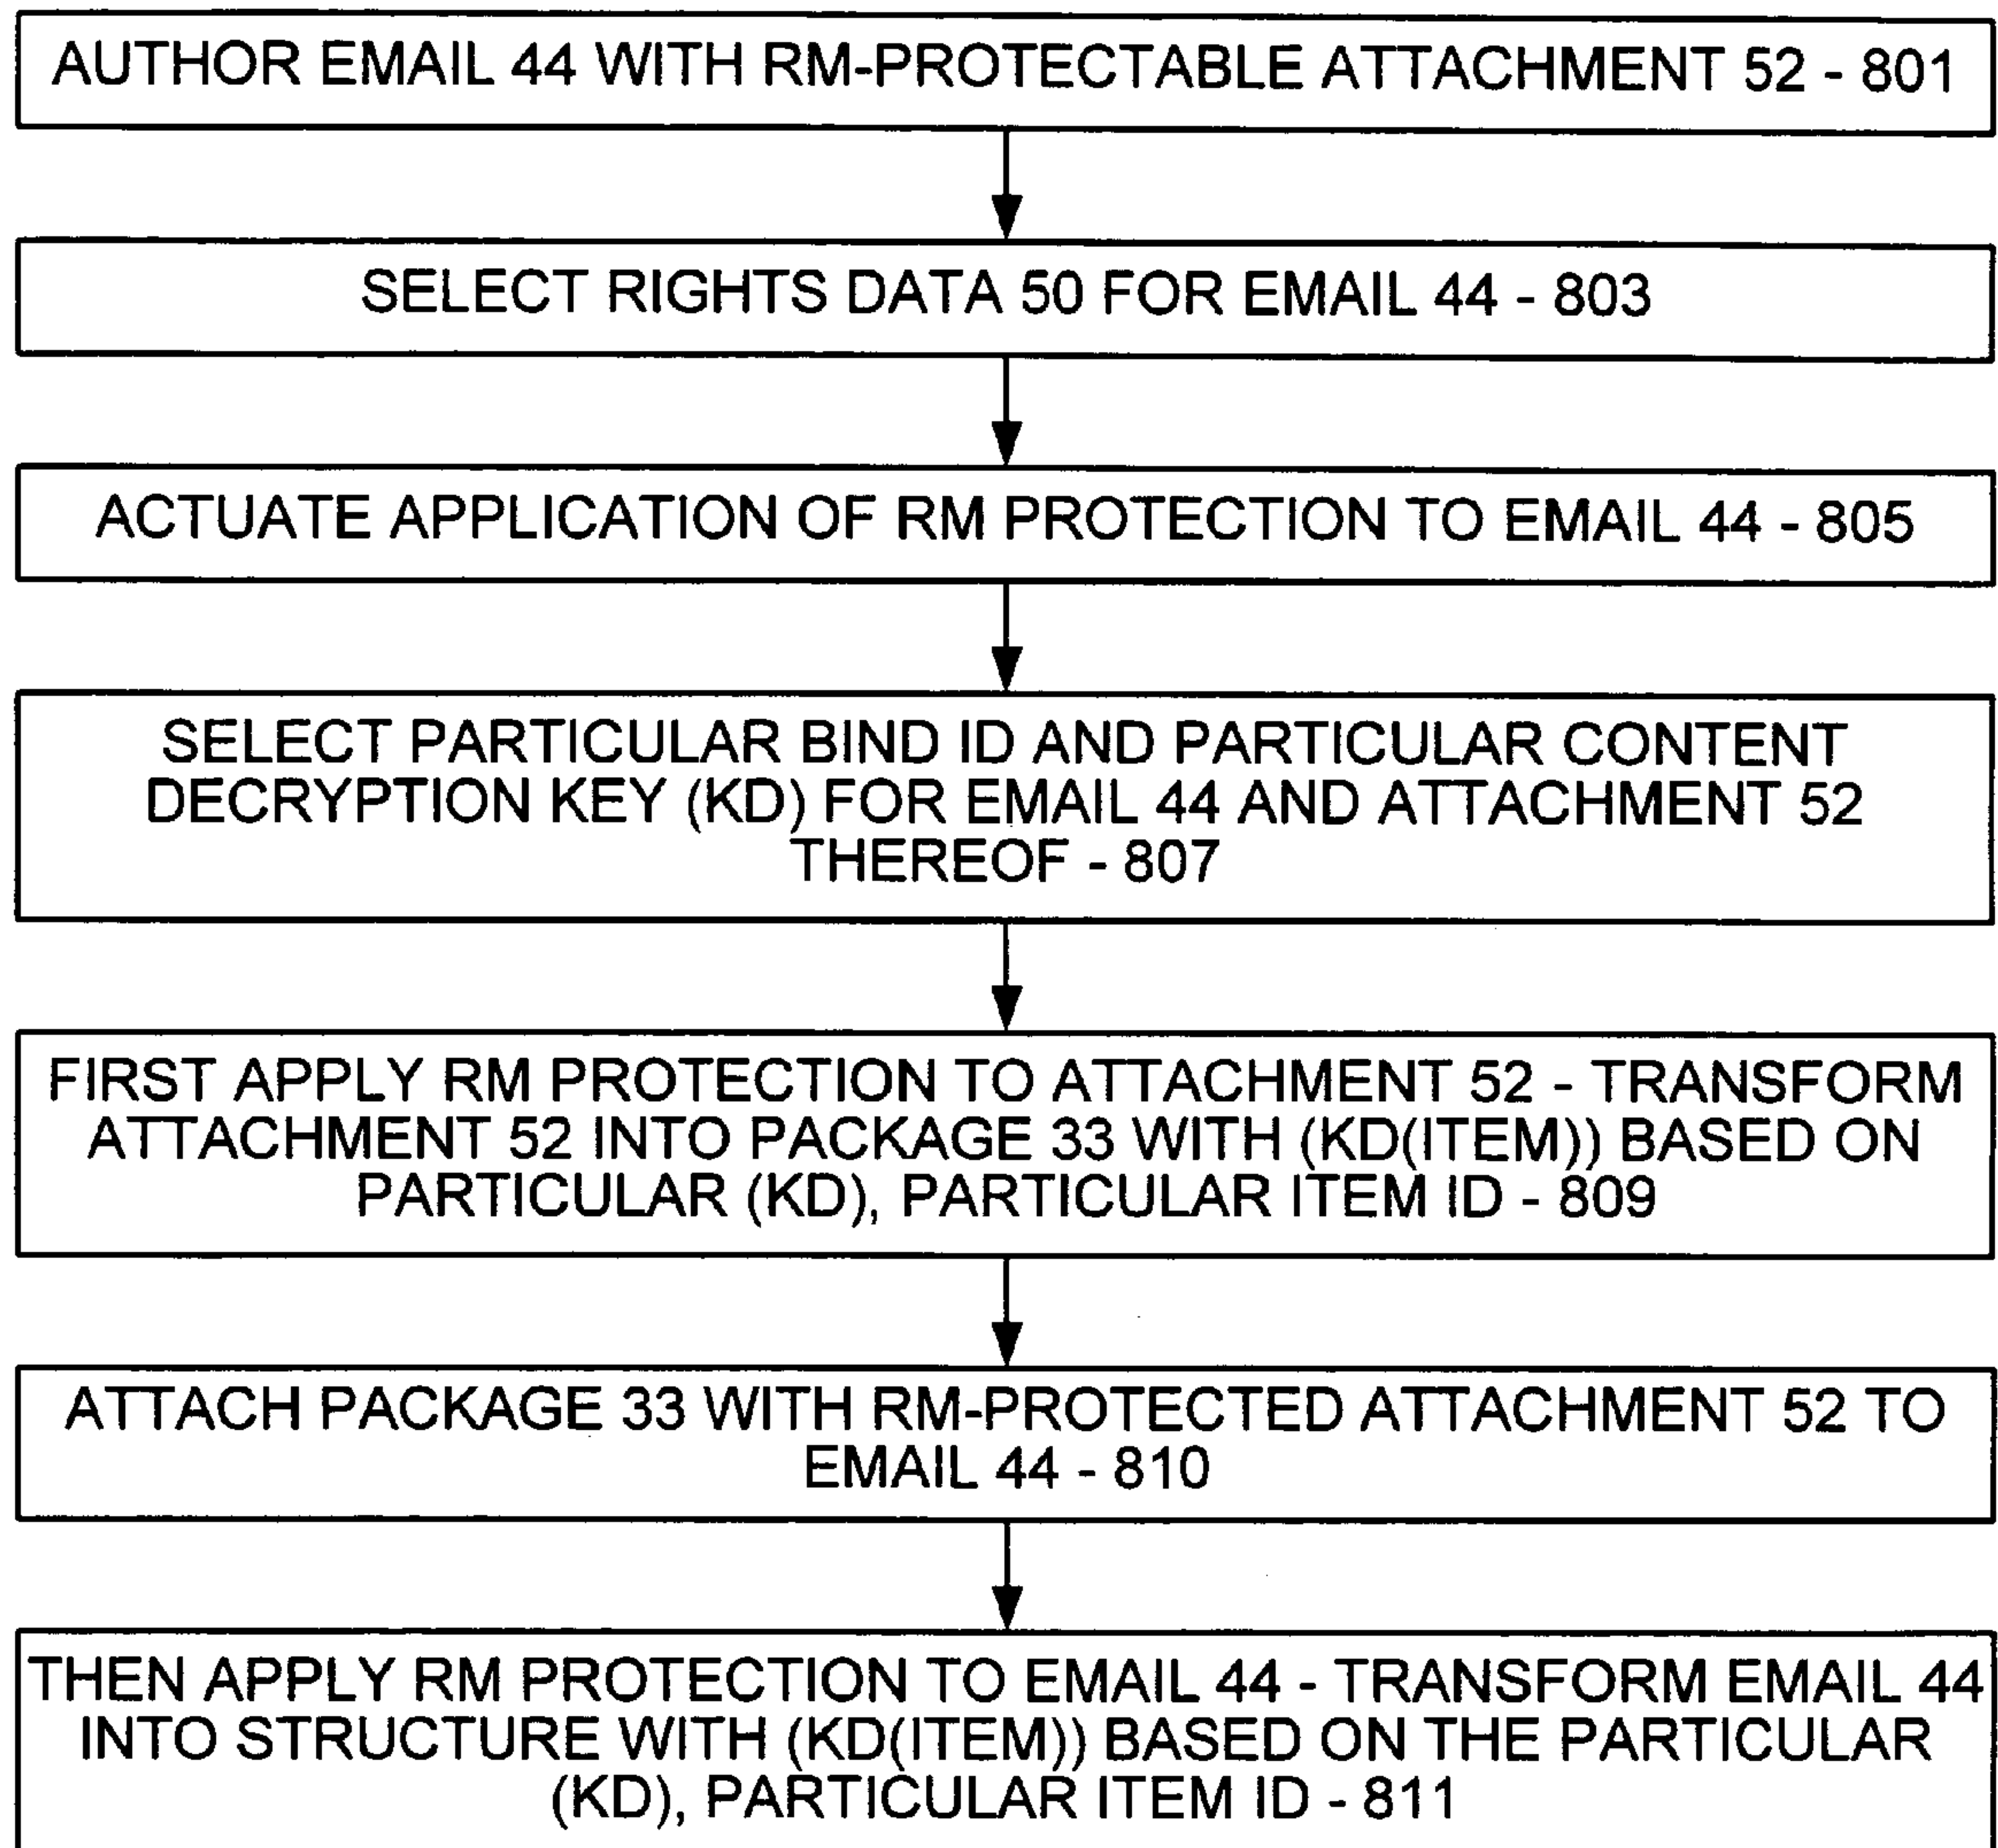 AUTHOR EMAIL 44 WITH RM-PROTECTABLE ATTACHMENT 52 - 801
SELECT RIGHTS DATA 50 FOR EMAIL 44 - 803
ACTUATE APPLICATION OF RM PROTECTION TO EMAIL 44 - 805
SELECT PARTICULAR BIND ID AND PARTICULAR CONTENT
DECRYPTION KEY (KD) FOR EMAIL 44 AND ATTACHMENT 52
THEREOF - 807
FIRST APPLY RM PROTECTION TO ATTACHMENT 52 - TRANSFORM
ATTACHMENT 52 INTO PACKAGE 33 WITH (KD(ITEM)) BASED ON
PARTICULAR (KD), PARTICULAR ITEM ID - 809
ATTACH PACKAGE 33 WITH RM-PROTECTED ATTACHMENT 52 TO
EMAIL 44 - 810
THEN APPLY RM PROTECTION TO EMAIL 44 - TRANSFORM EMAIL 44
INTO STRUCTURE WITH (KD(ITEM)) BASED ON THE PARTICULAR
(KD), PARTICULAR ITEM ID - 811